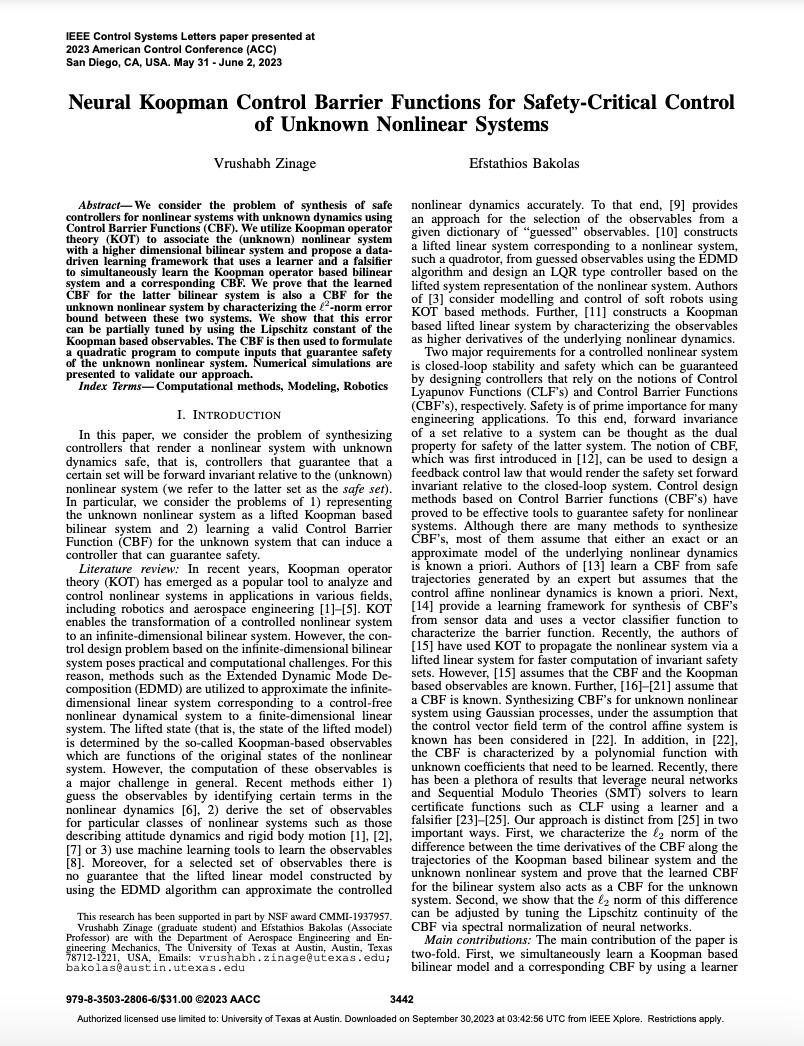 IEEE Control Systems Letters paper presented at
2023 American Control Conference (ACC)
San Diego, CA, USA. May 31 - June 2, 2023
Neural Koopman Control Barrier Functions for Safety-Critical Control
of Unknown Nonlinear Systems
Vrushabh Zinage Efstathios Bakolas
Abstract—We consider the problem of synthesis of safe
controllers for nonlinear systems with unknown dynamics using
Control Barrier Functions (CBF). We utilize Koopman operator
theory (KOT) to associate the (unknown) nonlinear system
with a higher dimensional bilinear system and propose a data-
driven learning framework that uses a learner and a falsifier
to simultaneously learn the Koopman operator based bilinear
system and a corresponding CBF. We prove that the learned
CBF for the latter bilinear system is also a CBF for the
unknown nonlinear system by characterizing the ℓ²-norm error
bound between these two systems. We show that this error
can be partially tuned by using the Lipschitz constant of the
Koopman based observables. The CBF is then used to formulate
a quadratic program to compute inputs that guarantee safety
of the unknown nonlinear system. Numerical simulations are
presented to validate our approach.
Index Terms—Computational methods, Modeling, Robotics
I. INTRODUCTION
In this paper, we consider the problem of synthesizing
controllers that render a nonlinear system with unknown
dynamics safe, that is, controllers that guarantee that a
certain set will be forward invariant relative to the (unknown)
nonlinear system (we refer to the latter set as the safe set).
In particular, we consider the problems of 1) representing
the unknown nonlinear system as a lifted Koopman based
bilinear system and 2) learning a valid Control Barrier
Function (CBF) for the unknown system that can induce a
controller that can guarantee safety.
Literature review: In recent years, Koopman operator
theory (KOT) has emerged as a popular tool to analyze and
control nonlinear systems in applications in various fields,
including robotics and aerospace engineering [1]–[5]. KOT
enables the transformation of a controlled nonlinear system
to an infinite-dimensional bilinear system. However, the con-
trol design problem based on the infinite-dimensional bilinear
system poses practical and computational challenges. For this
reason, methods such as the Extended Dynamic Mode De-
composition (EDMD) are utilized to approximate the infinite-
dimensional linear system corresponding to a control-free
nonlinear dynamical system to a finite-dimensional linear
system. The lifted state (that is, the state of the lifted model)
is determined by the so-called Koopman-based observables
which are functions of the original states of the nonlinear
system. However, the computation of these observables is
a major challenge in general. Recent methods either 1)
guess the observables by identifying certain terms in the
nonlinear dynamics [6], 2) derive the set of observables
for particular classes of nonlinear systems such as those
describing attitude dynamics and rigid body motion [1], [2],
[7] or 3) use machine learning tools to learn the observables
[8]. Moreover, for a selected set of observables there is
no guarantee that the lifted linear model constructed by
using the EDMD algorithm can approximate the controlled
This research has been supported in part by NSF award CMMI-1937957.
Vrushabh Zinage (graduate student) and Efstathios Bakolas (Associate
Professor) are with the Department of Aerospace Engineering and En-
gineering Mechanics, The University of Texas at Austin, Austin, Texas
78712-1221, USA, Emails: vrushabh.zinage@utexas.edu;
bakolas@austin.utexas.edu
nonlinear dynamics accurately. To that end, [9] provides
an approach for the selection of the observables from a
given dictionary of “guessed” observables. [10] constructs
a lifted linear system corresponding to a nonlinear system,
such a quadrotor, from guessed observables using the EDMD
algorithm and design an LQR type controller based on the
lifted system representation of the nonlinear system. Authors
of [3] consider modelling and control of soft robots using
KOT based methods. Further, [11] constructs a Koopman
based lifted linear system by characterizing the observables
as higher derivatives of the underlying nonlinear dynamics.
Two major requirements for a controlled nonlinear system
is closed-loop stability and safety which can be guaranteed
by designing controllers that rely on the notions of Control
Lyapunov Functions (CLF’s) and Control Barrier Functions
(CBF’s), respectively. Safety is of prime importance for many
engineering applications. To this end, forward invariance
of a set relative to a system can be thought as the dual
property for safety of the latter system. The notion of CBF,
which was first introduced in [12], can be used to design a
feedback control law that would render the safety set forward
invariant relative to the closed-loop system. Control design
methods based on Control Barrier functions (CBF’s) have
proved to be effective tools to guarantee safety for nonlinear
systems. Although there are many methods to synthesize
CBF’s, most of them assume that either an exact or an
approximate model of the underlying nonlinear dynamics
is known a priori. Authors of [13] learn a CBF from safe
trajectories generated by an expert but assumes that the
control affine nonlinear dynamics is known a priori. Next,
[14] provide a learning framework for synthesis of CBF’s
from sensor data and uses a vector classifier function to
characterize the barrier function. Recently, the authors of
[15] have used KOT to propagate the nonlinear system via a
lifted linear system for faster computation of invariant safety
sets. However, [15] assumes that the CBF and the Koopman
based observables are known. Further, [16]–[21] assume that
a CBF is known. Synthesizing CBF’s for unknown nonlinear
system using Gaussian processes, under the assumption that
the control vector field term of the control affine system is
known has been considered in [22]. In addition, in [22],
the CBF is characterized by a polynomial function with
unknown coefficients that need to be learned. Recently, there
has been a plethora of results that leverage neural networks
and Sequential Modulo Theories (SMT) solvers to learn
certificate functions such as CLF using a learner and a
falsifier [23]–[25]. Our approach is distinct from [25] in two
important ways. First, we characterize the ℓ₂ norm of the
difference between the time derivatives of the CBF along the
trajectories of the Koopman based bilinear system and the
unknown nonlinear system and prove that the learned CBF
for the bilinear system also acts as a CBF for the unknown
system. Second, we show that the ℓ₂ norm of this difference
can be adjusted by tuning the Lipschitz continuity of the
CBF via spectral normalization of neural networks.
Main contributions: The main contribution of the paper is
two-fold. First, we simultaneously learn a Koopman based
bilinear model and a corresponding CBF by using a learner
979-8-3503-2806-6/$31.00 ©2023 AACC 3442
Authorized licensed use limited to: University of Texas at Austin. Downloaded on September 30,2023 at 03:42:56 UTC from IEEE Xplore. Restrictions apply.